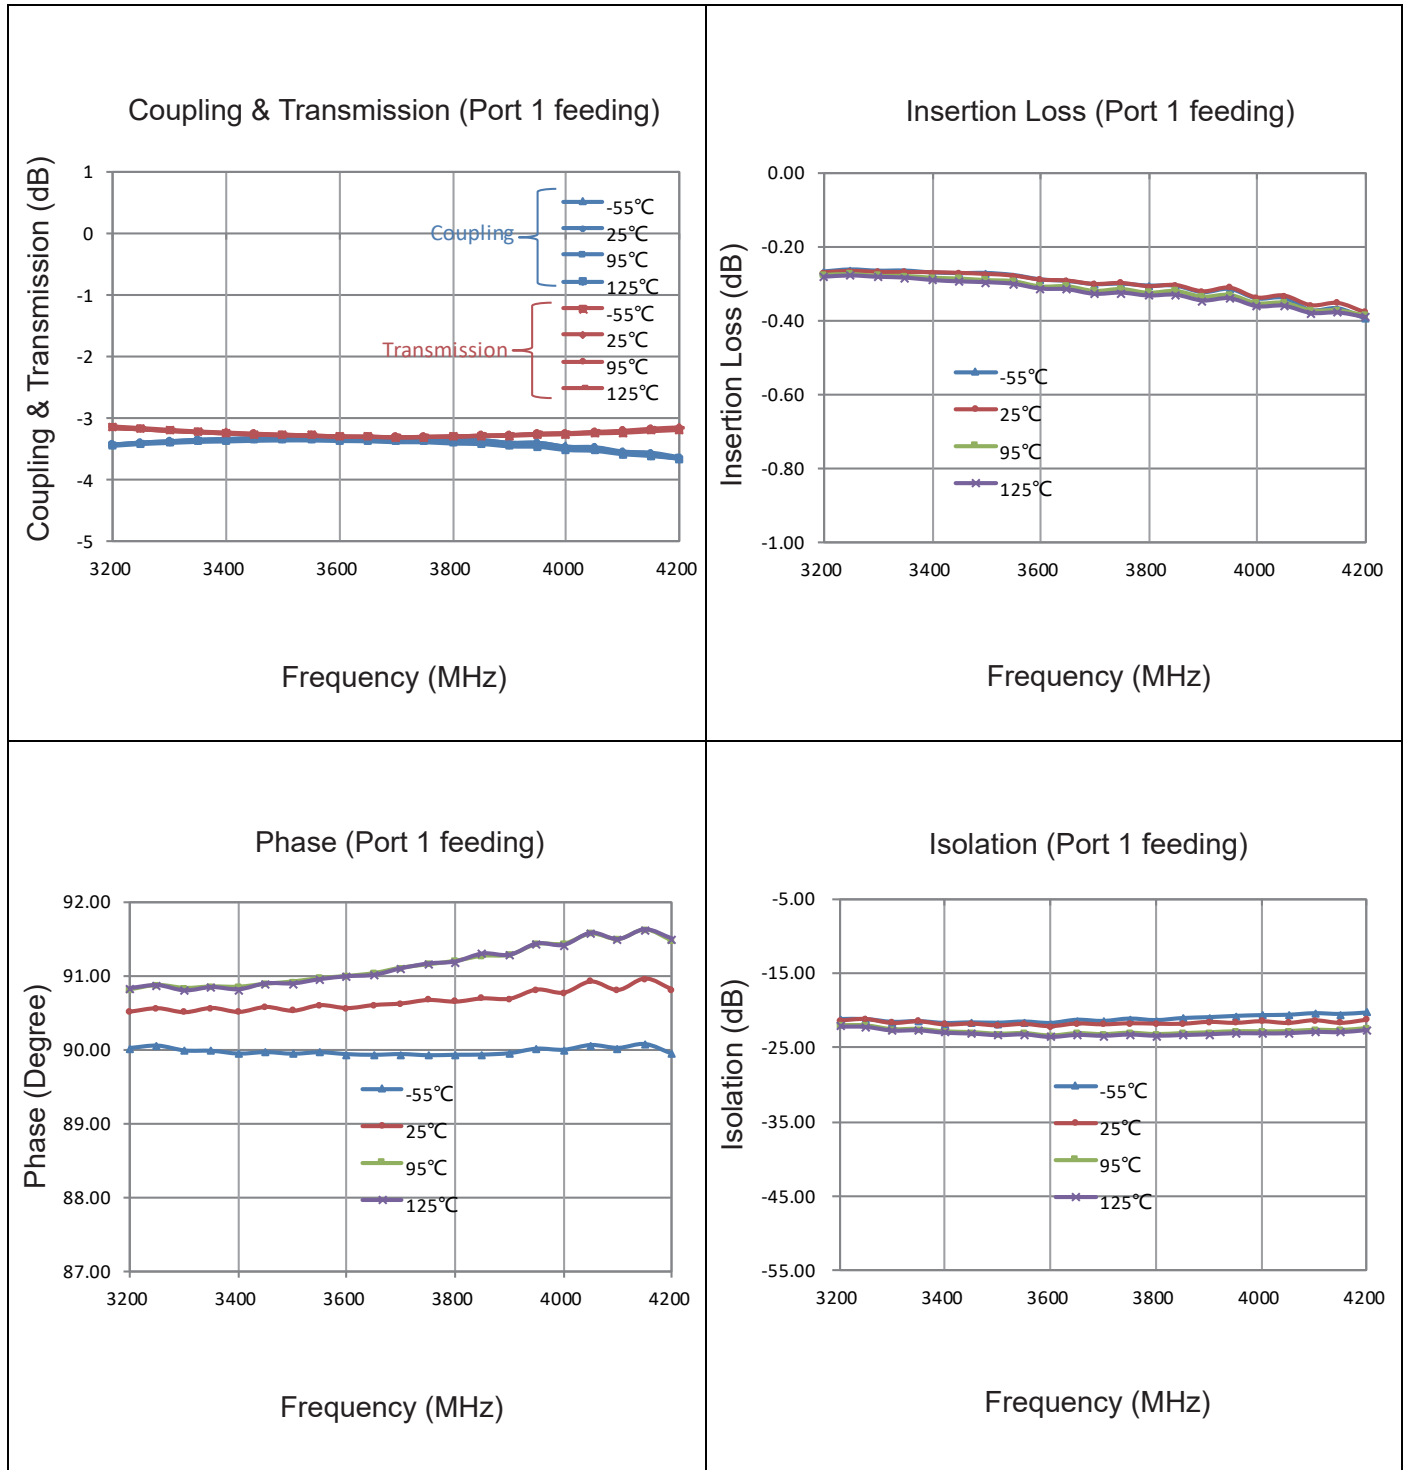 Coupling & Transmission (Port 1 feeding)
Coupling & Transmission (dB)
1
0
-1
-2
-3
-4
-5
Coupling
-55℃
25℃
95℃
125℃
Transmission
-55℃
25℃
95℃
125℃
3200 3400 3600 3800 4000 4200
Frequency (MHz)
Insertion Loss (Port 1 feeding)
Insertion Loss (dB)
0.00
-0.20
-0.40
-0.60
-0.80
-1.00
-55℃
25℃
95℃
125℃
3200 3400 3600 3800 4000 4200
Frequency (MHz)
Phase (Port 1 feeding)
Phase (Degree)
92.00
91.00
90.00
89.00
88.00
87.00
-55℃
25℃
95℃
125℃
3200 3400 3600 3800 4000 4200
Frequency (MHz)
Isolation (Port 1 feeding)
Isolation (dB)
-5.00
-15.00
-25.00
-35.00
-45.00
-55.00
-55℃
25℃
95℃
125℃
3200 3400 3600 3800 4000 4200
Frequency (MHz)